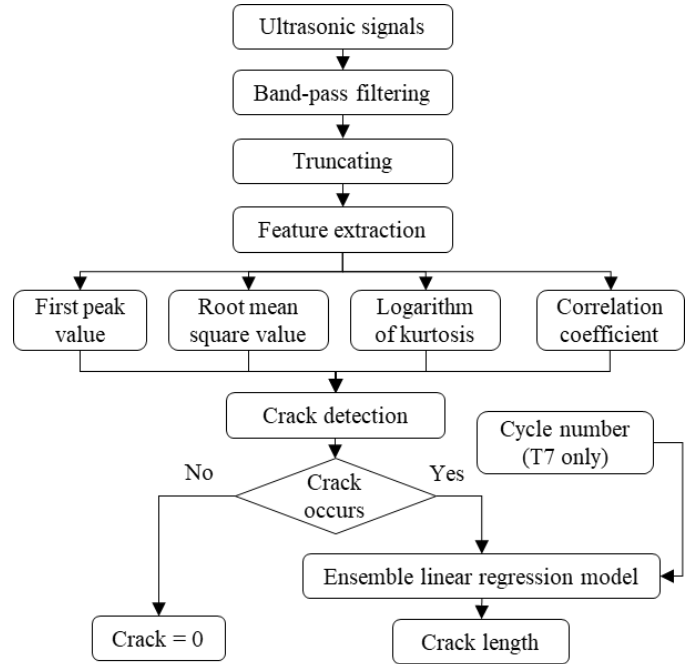 Ultrasonic signals
Band-pass filtering
Truncating
Feature extraction
First peak
value
Root mean
square value
Logarithm
of kurtosis
Correlation
coefficient
Crack detection
Cycle number
(T7 only)
No
Yes
Crack
occurs
Ensemble linear regression model
Crack = 0
Crack length